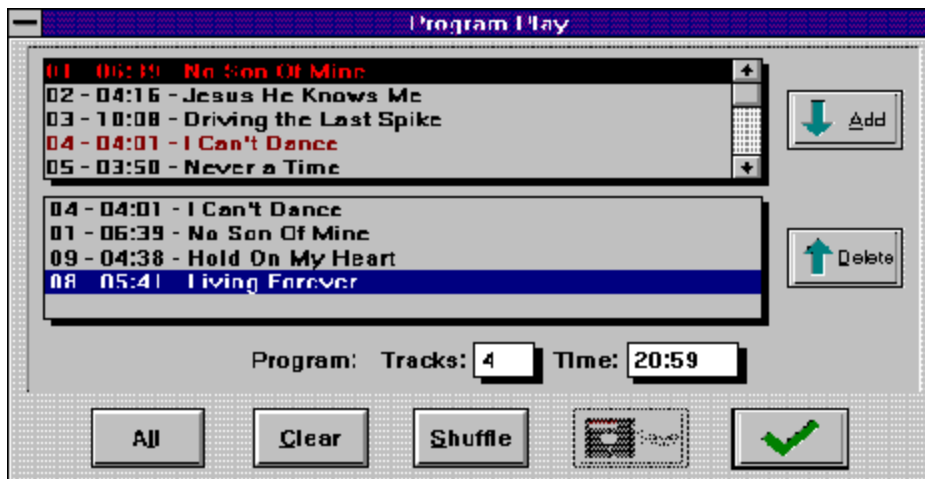 Program Play
01 - 06:39 - No Son Of Mine
02 - 04:16 - Jesus He Knows Me
03 - 10:08 - Driving the Last Spike
04 - 04:01 - I Can't Dance
05 - 03:50 - Never a Time
Add
04 - 04:01 - I Can't Dance
01 - 06:39 - No Son Of Mine
09 - 04:38 - Hold On My Heart
08 - 05:41 - Living Forever
Delete
Program: Tracks: 4 Time: 20:59
All Clear Shuffle Save